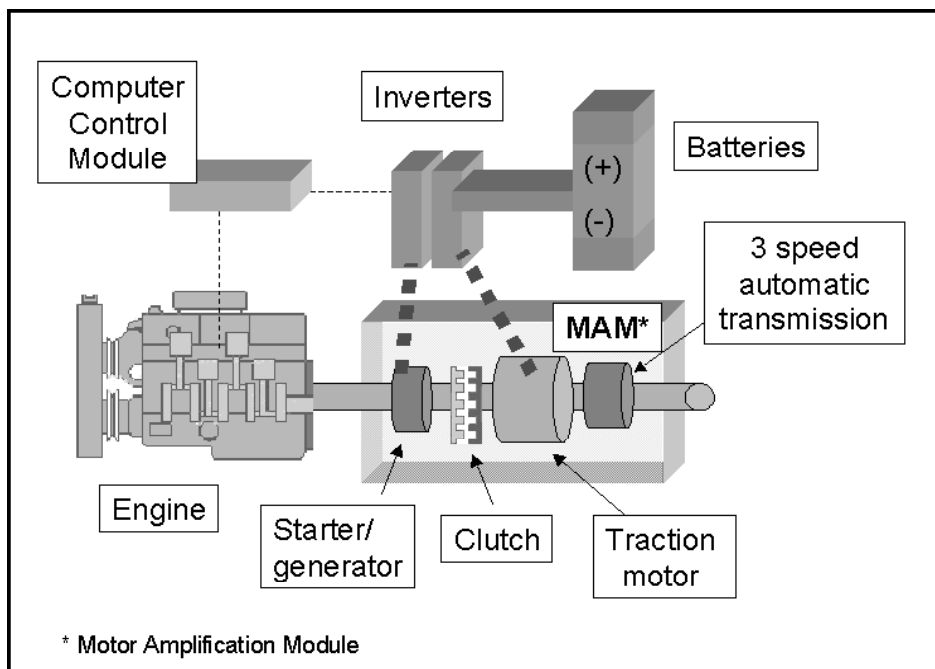 Computer
Control
Module
Inverters
Batteries
(+)
(-)
3 speed
automatic
transmission
MAM*
Engine
Starter/
generator
Clutch
Traction
motor
* Motor Amplification Module